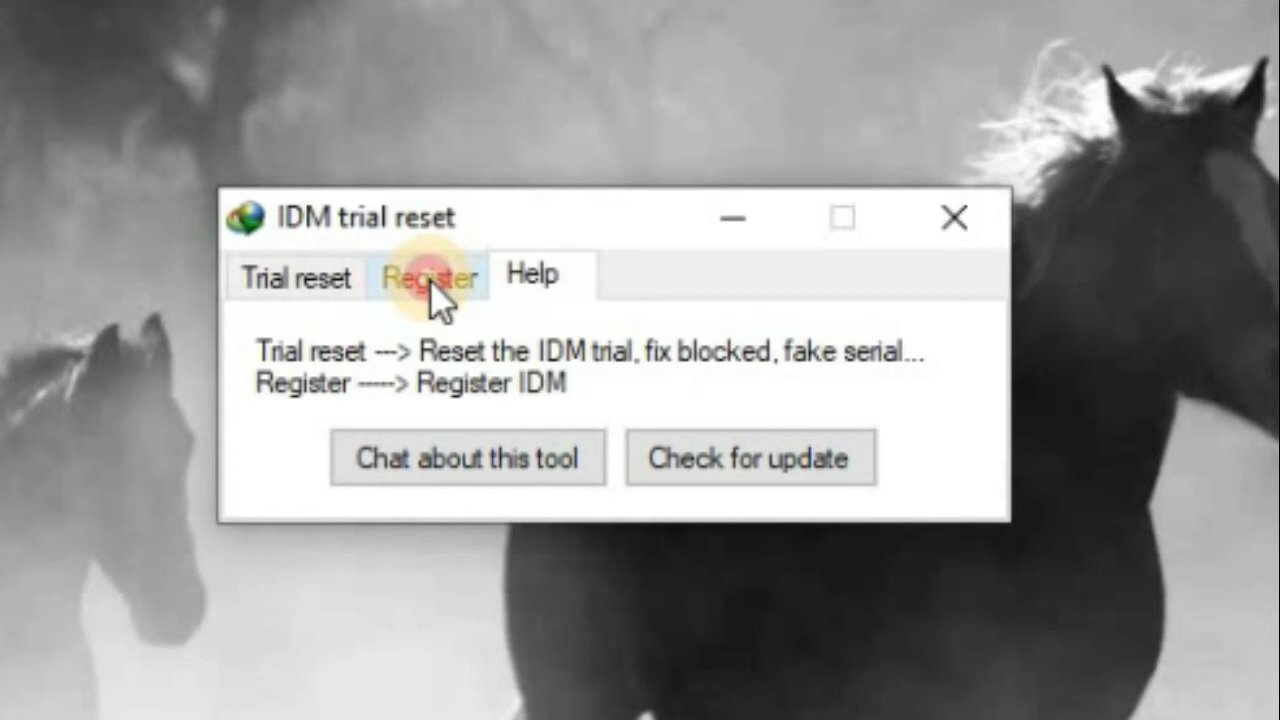 IDM trial reset
Trial reset Register Help
Trial reset ---> Reset the IDM trial, fix blocked, fake serial...
Register -----> Register IDM
Chat about this tool Check for update